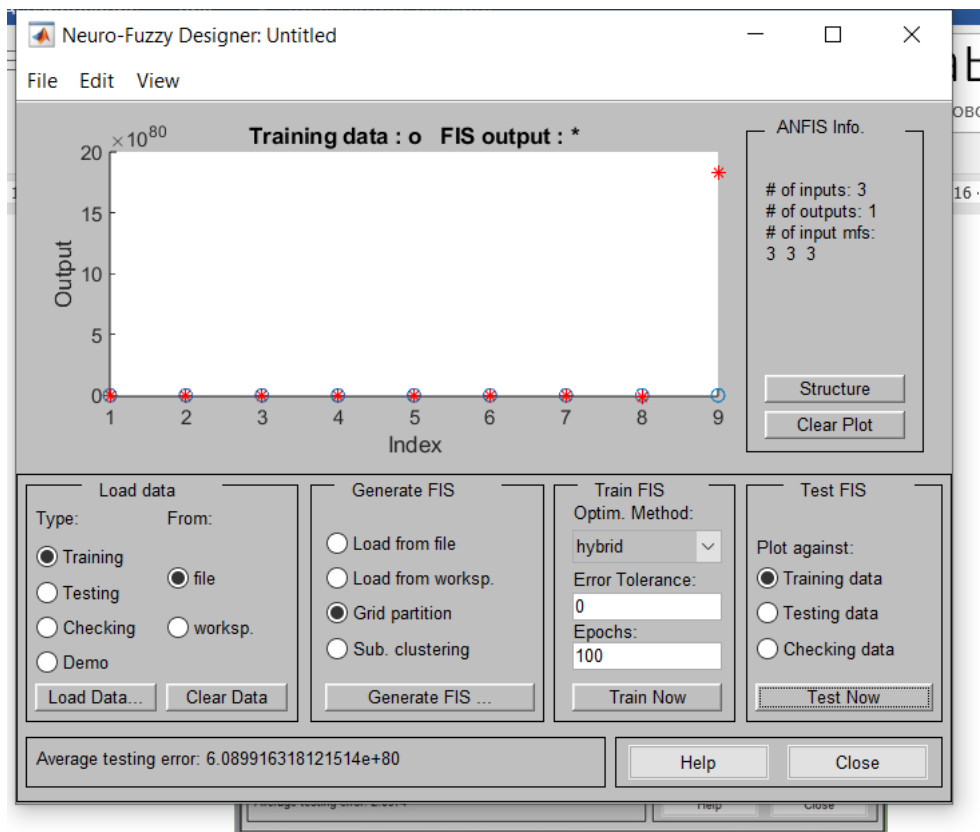 Neuro-Fuzzy Designer: Untitled
File Edit View
×10^80
Training data : o FIS output : *
20
15
10
5
0
Output
1 2 3 4 5 6 7 8 9
Index
ANFIS Info.
# of inputs: 3
# of outputs: 1
# of input mfs:
3 3 3
Structure
Clear Plot
Load data
Type: From:
Training
Testing
Checking
Demo
file
worksp.
Load Data... Clear Data
Generate FIS
Load from file
Load from worksp.
Grid partition
Sub. clustering
Generate FIS ...
Train FIS
Optim. Method:
hybrid
Error Tolerance:
0
Epochs:
100
Train Now
Test FIS
Plot against:
Training data
Testing data
Checking data
Test Now
Average testing error: 6.089916318121514e+80
Help Close
16
Help Close